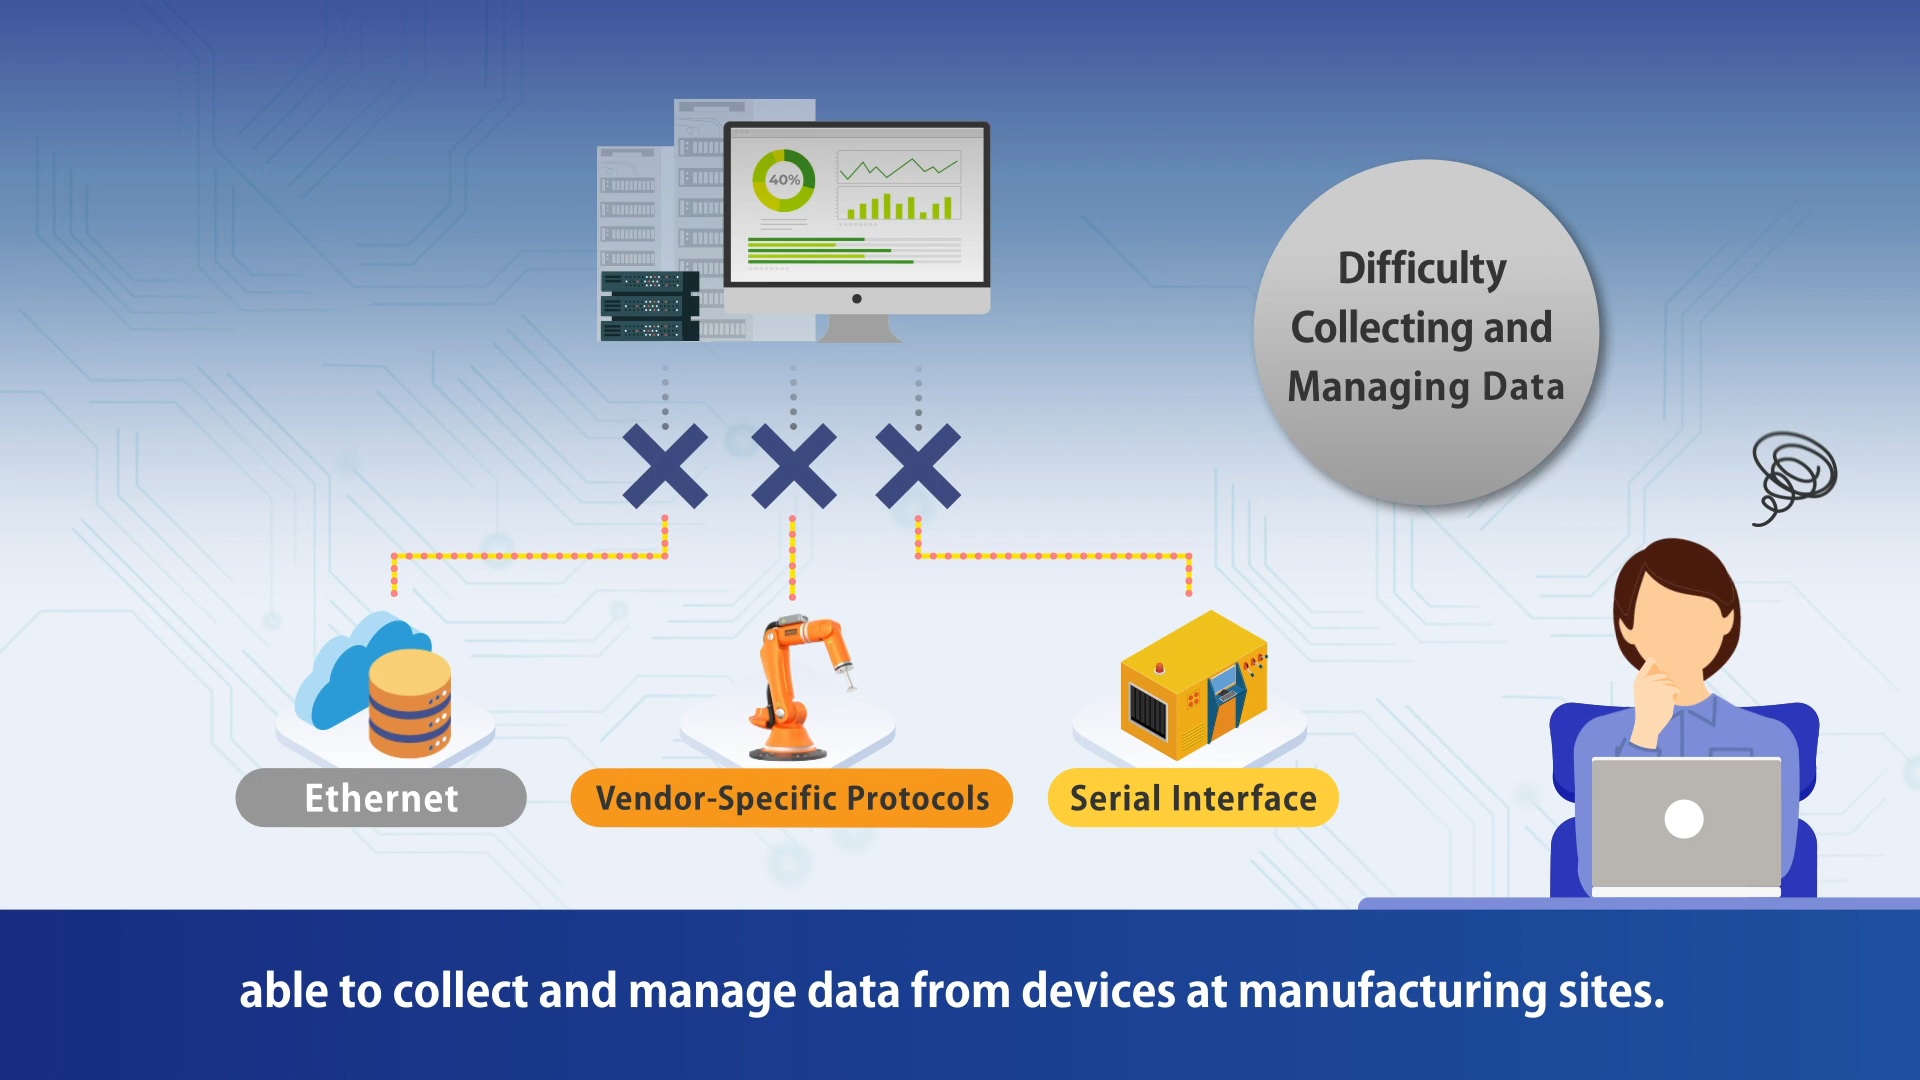 40%
Difficulty
Collecting and
Managing Data
Ethernet
Vendor-Specific Protocols
Serial Interface
able to collect and manage data from devices at manufacturing sites.